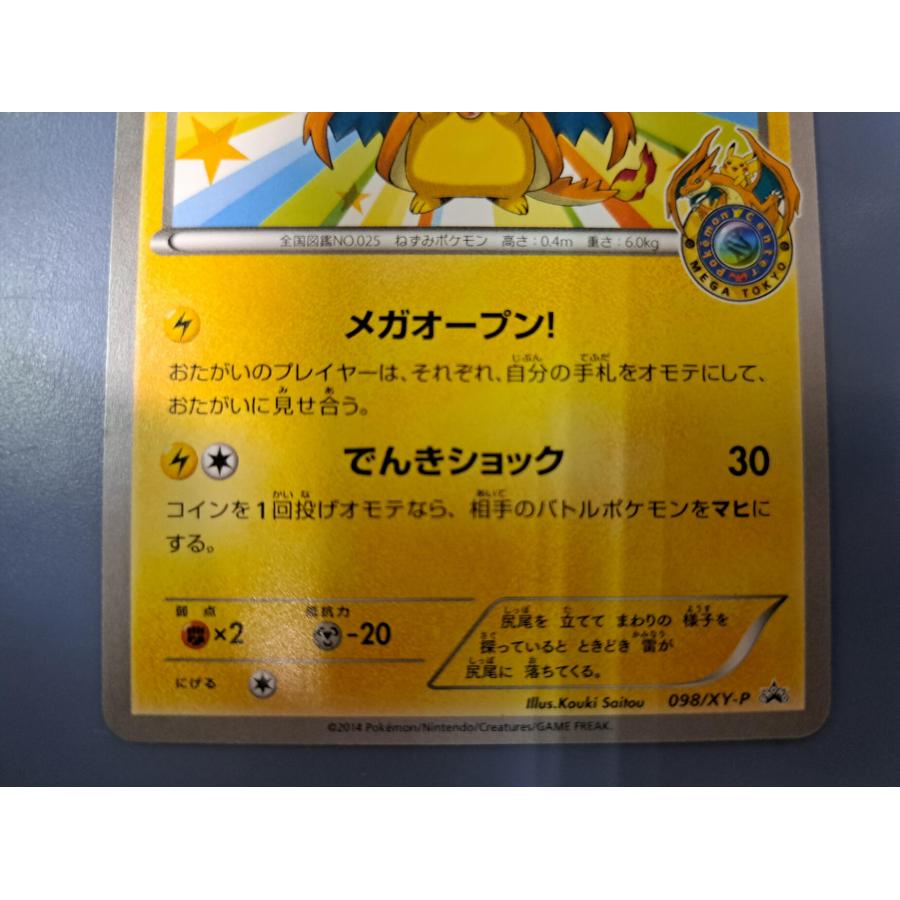 全国図鑑NO.025 ねずみポケモン 高さ:0.4m 重さ:6.0kg
Pokémon Center
MEGA TOKYO
メガオープン!
おたがいのプレイヤーは、それぞれ、自分の手札をオモテにして、
おたがいに見せ合う。
でんきショック 30
コインを1回投げオモテなら、相手のバトルポケモンをマヒに
する。
弱点 抵抗力
×2 -20
にげる
尻尾を 立てて まわりの 様子を
探っていると ときどき 雷が
尻尾に 落ちてくる。
Illus.Kouki Saitou 098/XY-P
©2014 Pokémon/Nintendo/Creatures/GAME FREAK.